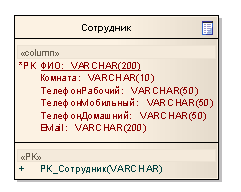 Сотрудник
«column»
*PK ФИО: VARCHAR(200)
Комната: VARCHAR(10)
ТелефонРабочий: VARCHAR(50)
ТелефонМобильный: VARCHAR(50)
ТелефонДомашний: VARCHAR(50)
EMail: VARCHAR(200)
«PK»
+ PK_Сотрудник(VARCHAR)